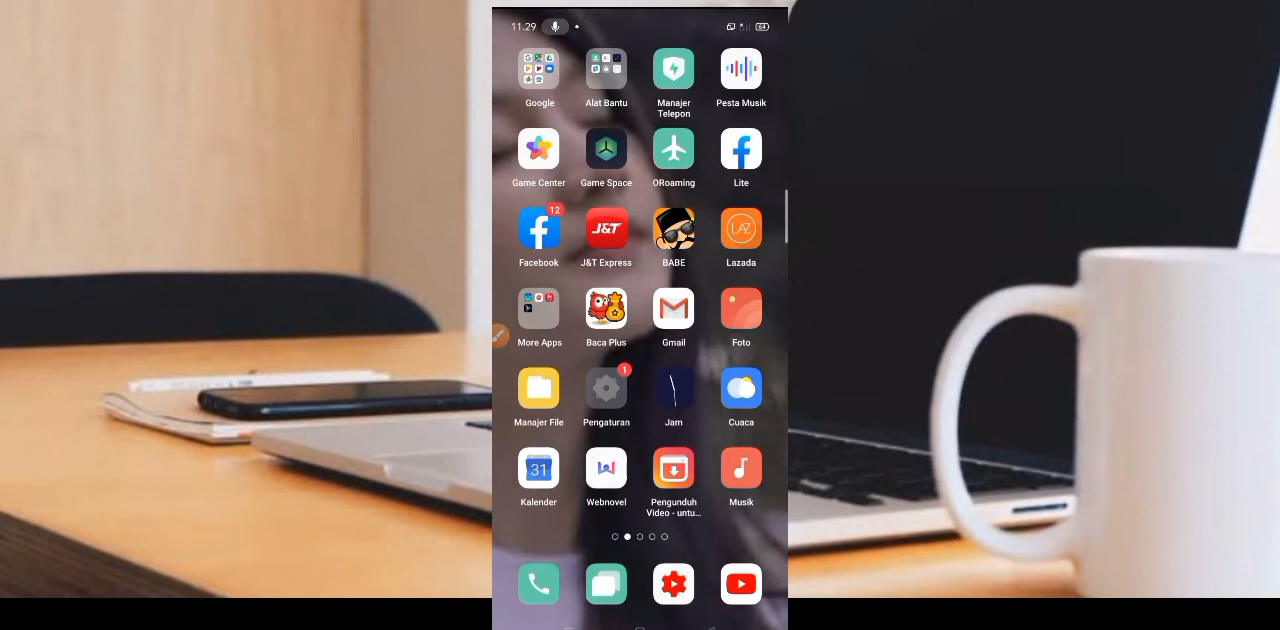 11.29
64
Google
Alat Bantu
Manajer
Telepon
Pesta Musik
Game Center
Game Space
ORoaming
Lite
12
J&T
LAZ
Facebook
J&T Express
BABE
Lazada
More Apps
Baca Plus
Gmail
Foto
1
Manajer File
Pengaturan
Jam
Cuaca
31
Kalender
Webnovel
Pengunduh
Video - untu...
Musik